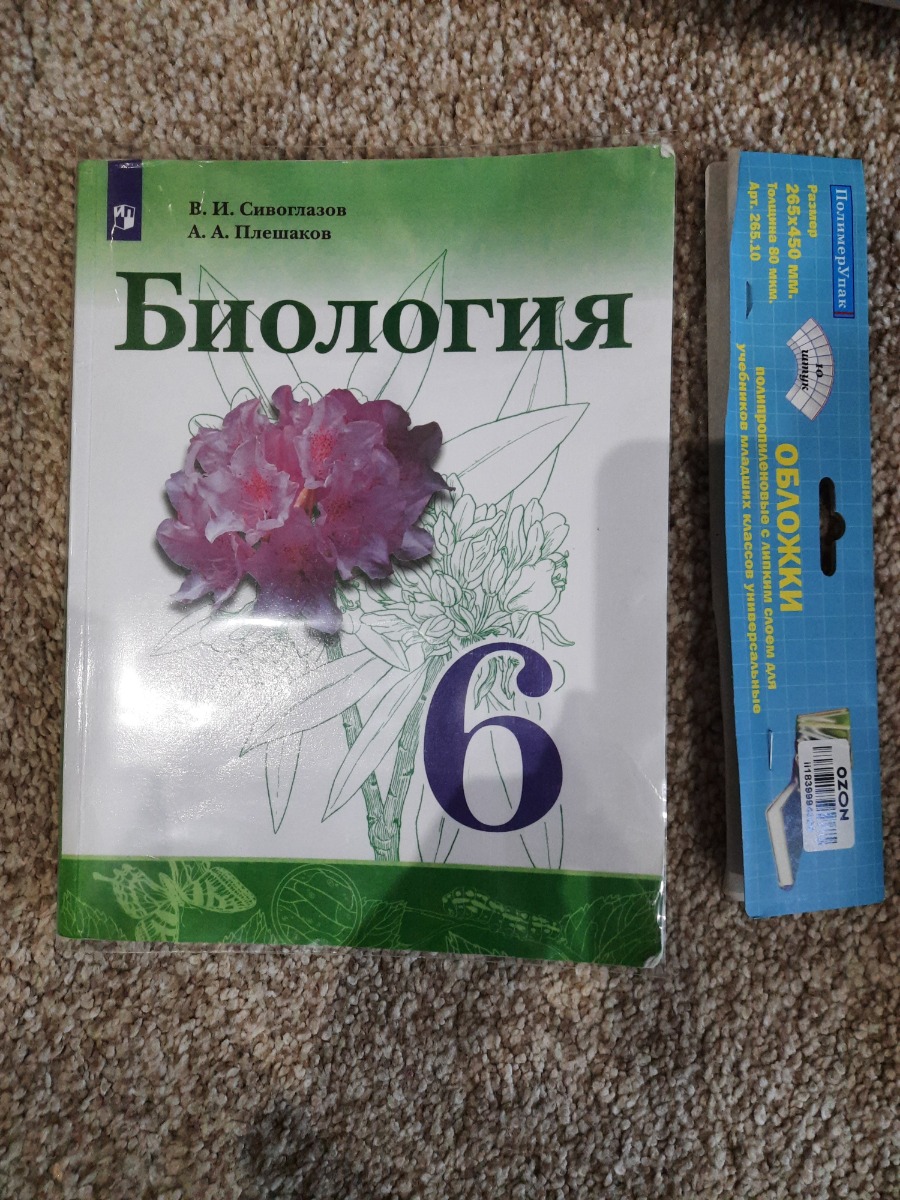 В. И. Сивоглазов
А. А. Плешаков
Биология
6
ПолимерУпак
Размер
265х450 мм.
Толщина 80 мкм.
Арт. 265.10
10
штук
ОБЛОЖКИ
полипропиленовые с липким слоем для
учебников младших классов универсальные
OZON